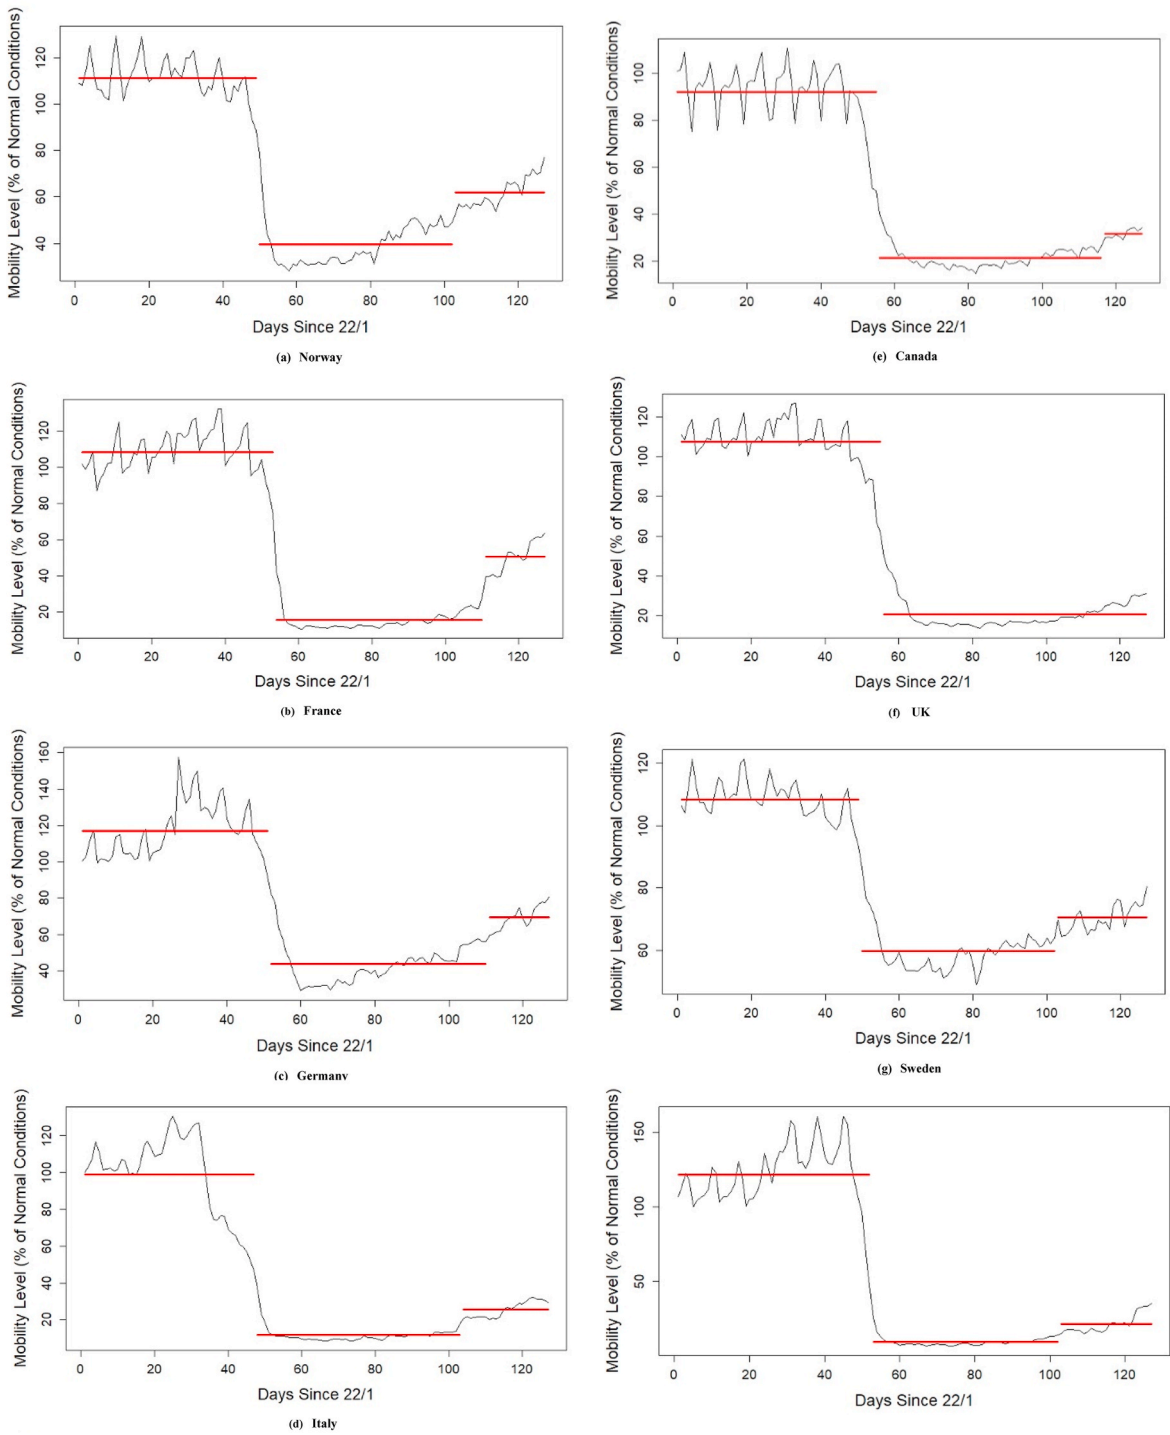 Mobility Level (% of Normal Conditions)
120
100
80
60
40
0 20 40 60 80 100 120
Days Since 22/1
(a) Norway
Mobility Level (% of Normal Conditions)
100
80
60
40
20
0 20 40 60 80 100 120
Days Since 22/1
(e) Canada
Mobility Level (% of Normal Conditions)
120
100
80
60
40
20
0 20 40 60 80 100 120
Days Since 22/1
(b) France
Mobility Level (% of Normal Conditions)
120
100
80
60
40
20
0 20 40 60 80 100 120
Days Since 22/1
(f) UK
Mobility Level (% of Normal Conditions)
160
140
120
100
80
60
40
0 20 40 60 80 100 120
Days Since 22/1
(c) Germany
Mobility Level (% of Normal Conditions)
120
100
80
60
0 20 40 60 80 100 120
Days Since 22/1
(g) Sweden
Mobility Level (% of Normal Conditions)
120
100
80
60
40
20
0 20 40 60 80 100 120
Days Since 22/1
(d) Italy
Mobility Level (% of Normal Conditions)
150
100
50
0 20 40 60 80 100 120
Days Since 22/1